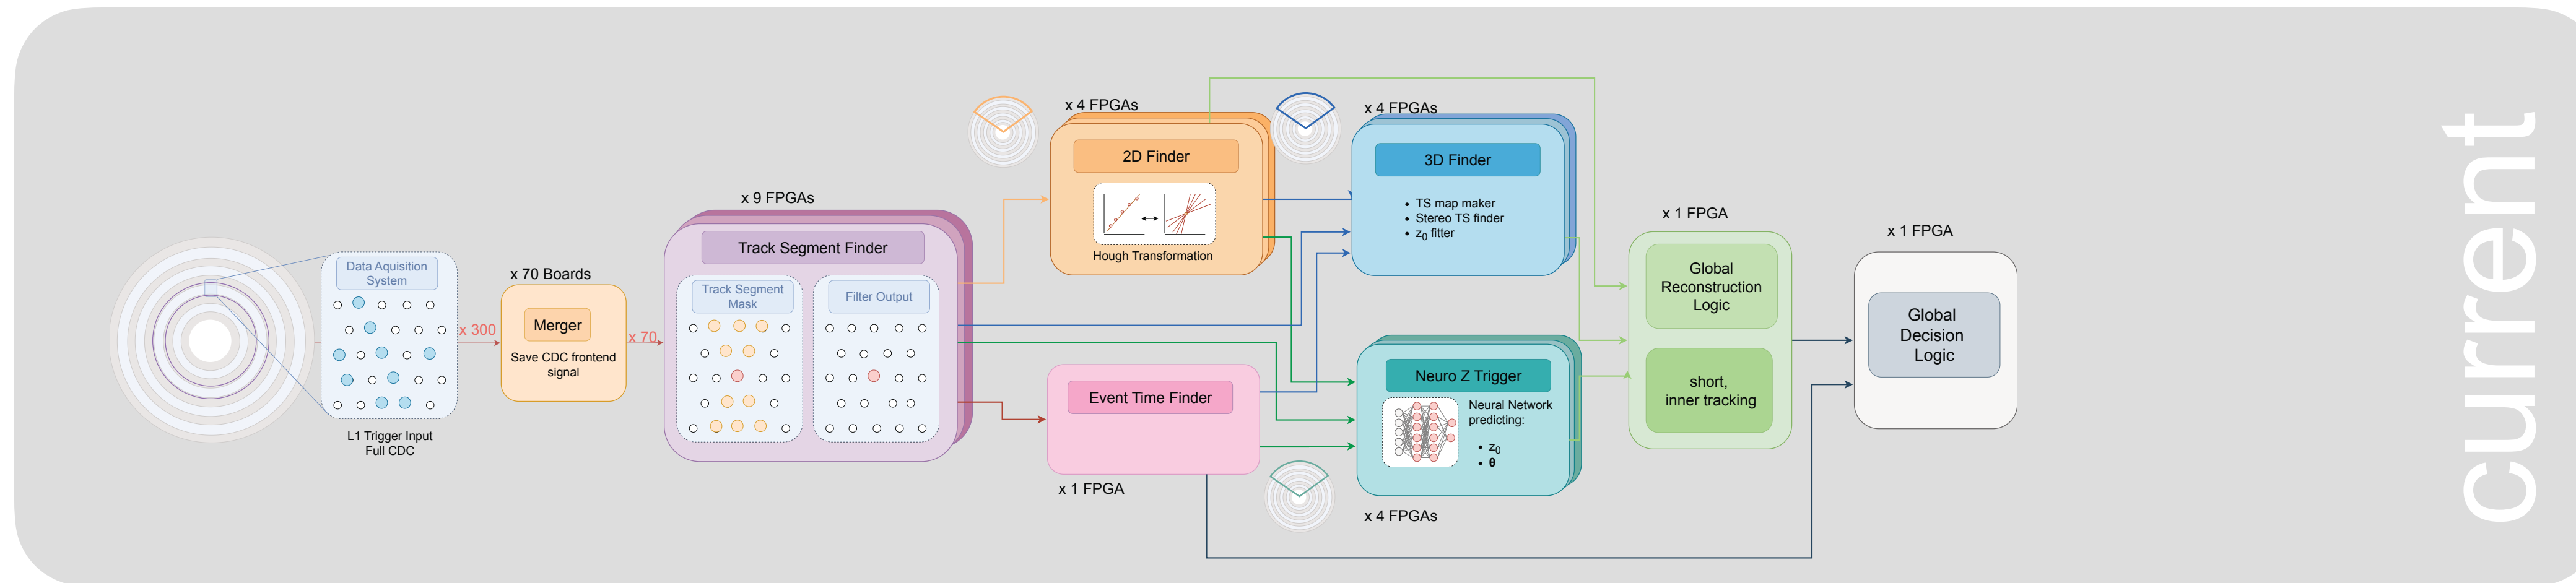 Data Aquisition
System
L1 Trigger Input
Full CDC
x 300
x 70 Boards
Merger
Save CDC frontend
signal
x 70
x 9 FPGAs
Track Segment Finder
Track Segment
Mask
Filter Output
x 4 FPGAs
2D Finder
Hough Transformation
Event Time Finder
x 1 FPGA
x 4 FPGAs
3D Finder
• TS map maker
• Stereo TS finder
• z0 fitter
Neuro Z Trigger
Neural Network
predicting:
• z0
• θ
x 4 FPGAs
x 1 FPGA
Global
Reconstruction
Logic
short,
inner tracking
x 1 FPGA
Global
Decision
Logic
current